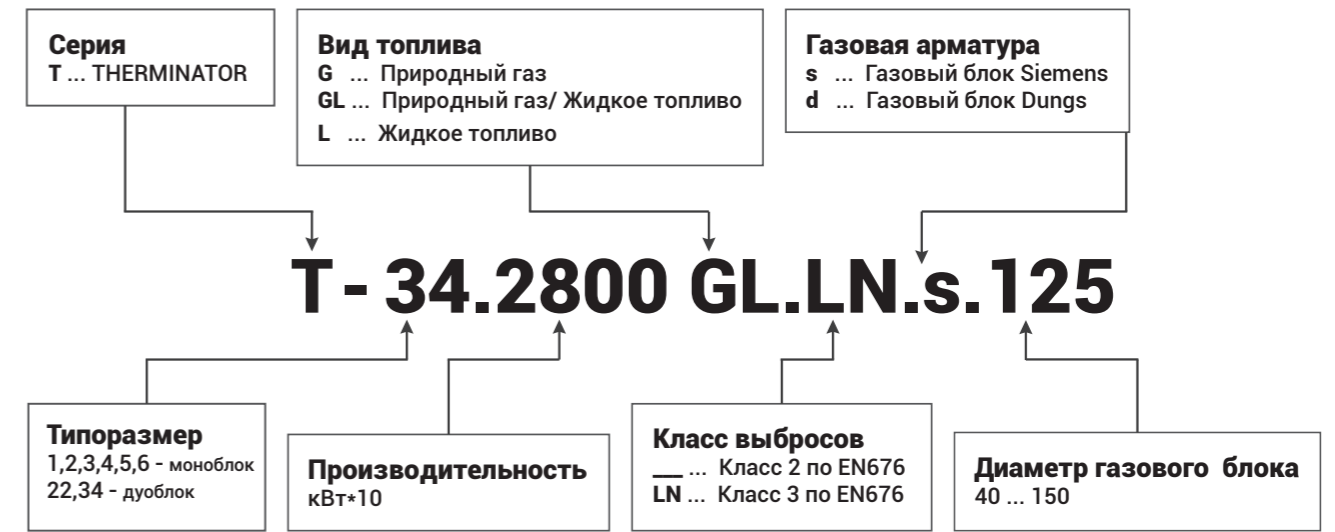 Серия
T ... THERMINATOR
Вид топлива
G ... Природный газ
GL ... Природный газ/ Жидкое топливо
L ... Жидкое топливо
Газовая арматура
s ... Газовый блок Siemens
d ... Газовый блок Dungs
T - 34.2800 GL.LN.s.125
Типоразмер
1,2,3,4,5,6 - моноблок
22,34 - дуоблок
Производительность
кВт*10
Класс выбросов
__ ... Класс 2 по EN676
LN ... Класс 3 по EN676
Диаметр газового блока
40 ... 150